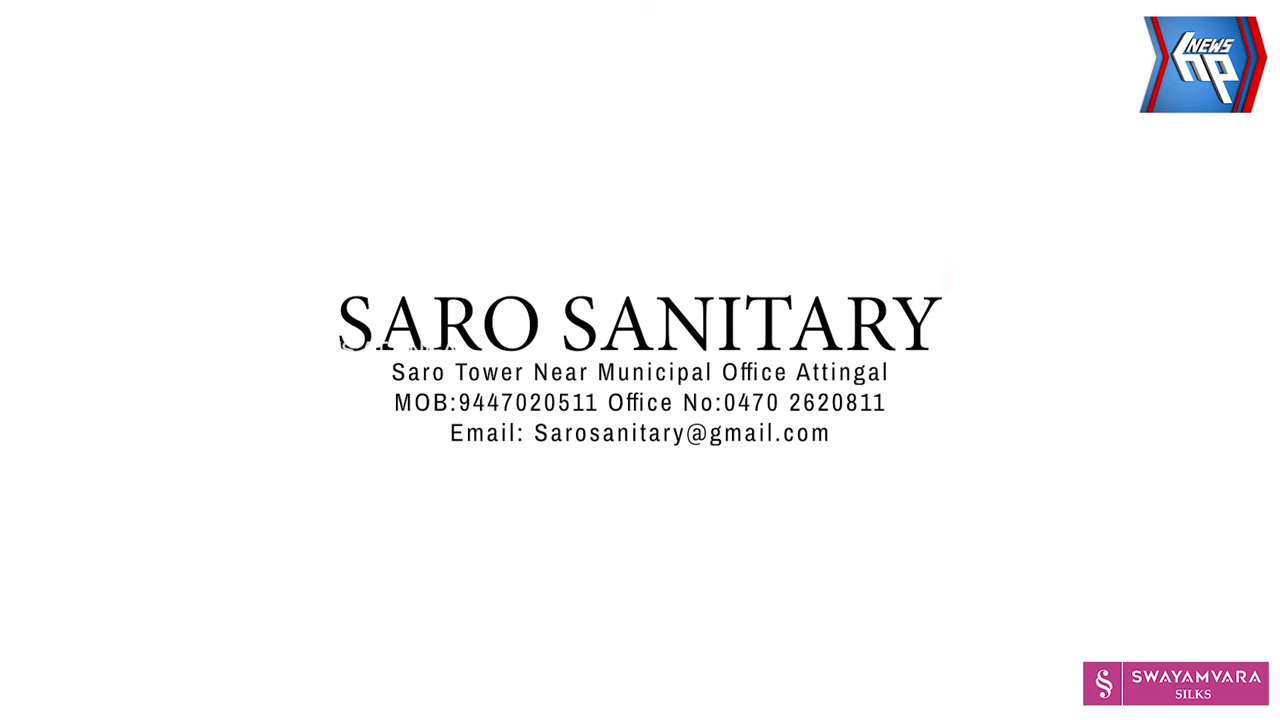 NEWS
SARO SANITARY
Saro Tower Near Municipal Office Attingal
MOB:9447020511 Office No:0470 2620811
Email: Sarosanitary@gmail.com
SWAYAMVARA
SILKS